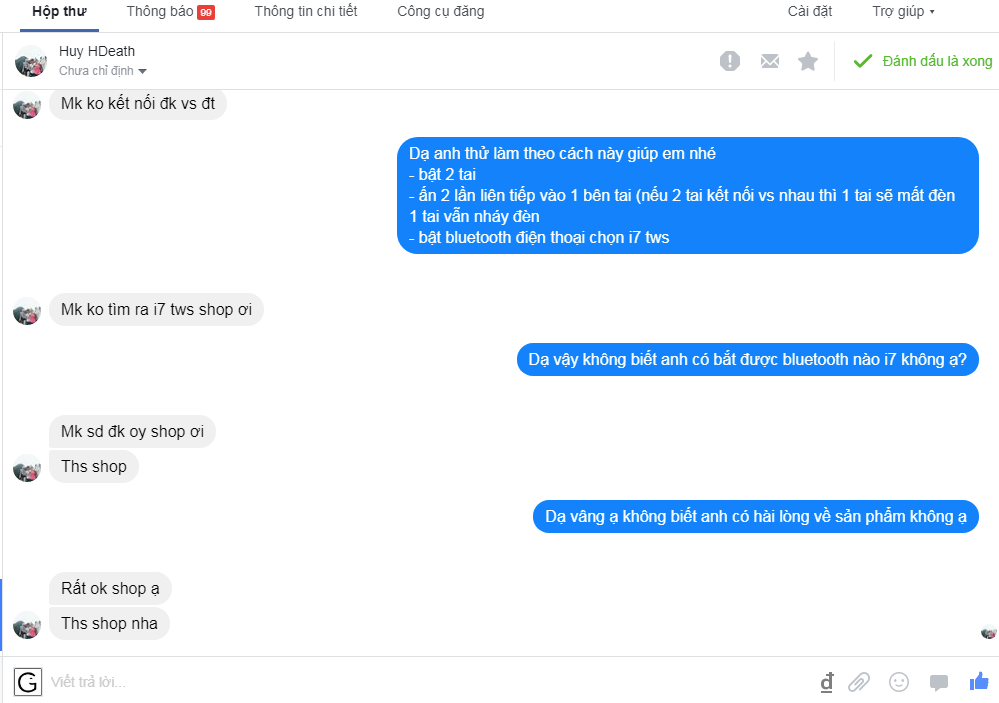 Hộp thư Thông báo 99 Thông tin chi tiết Công cụ đăng Cài đặt Trợ giúp
Huy HDeath
Chưa chỉ định
Đánh dấu là xong
Mk ko kết nối đk vs đt
Dạ anh thử làm theo cách này giúp em nhé
- bật 2 tai
- ấn 2 lần liên tiếp vào 1 bên tai (nếu 2 tai kết nối vs nhau thì 1 tai sẽ mất đèn
1 tai vẫn nháy đèn
- bật bluetooth điện thoại chọn i7 tws
Mk ko tìm ra i7 tws shop ơi
Dạ vậy không biết anh có bắt được bluetooth nào i7 không ạ?
Mk sd đk oy shop ơi
Ths shop
Dạ vâng ạ không biết anh có hài lòng về sản phẩm không ạ
Rất ok shop ạ
Ths shop nha
G Viết trả lời... đ